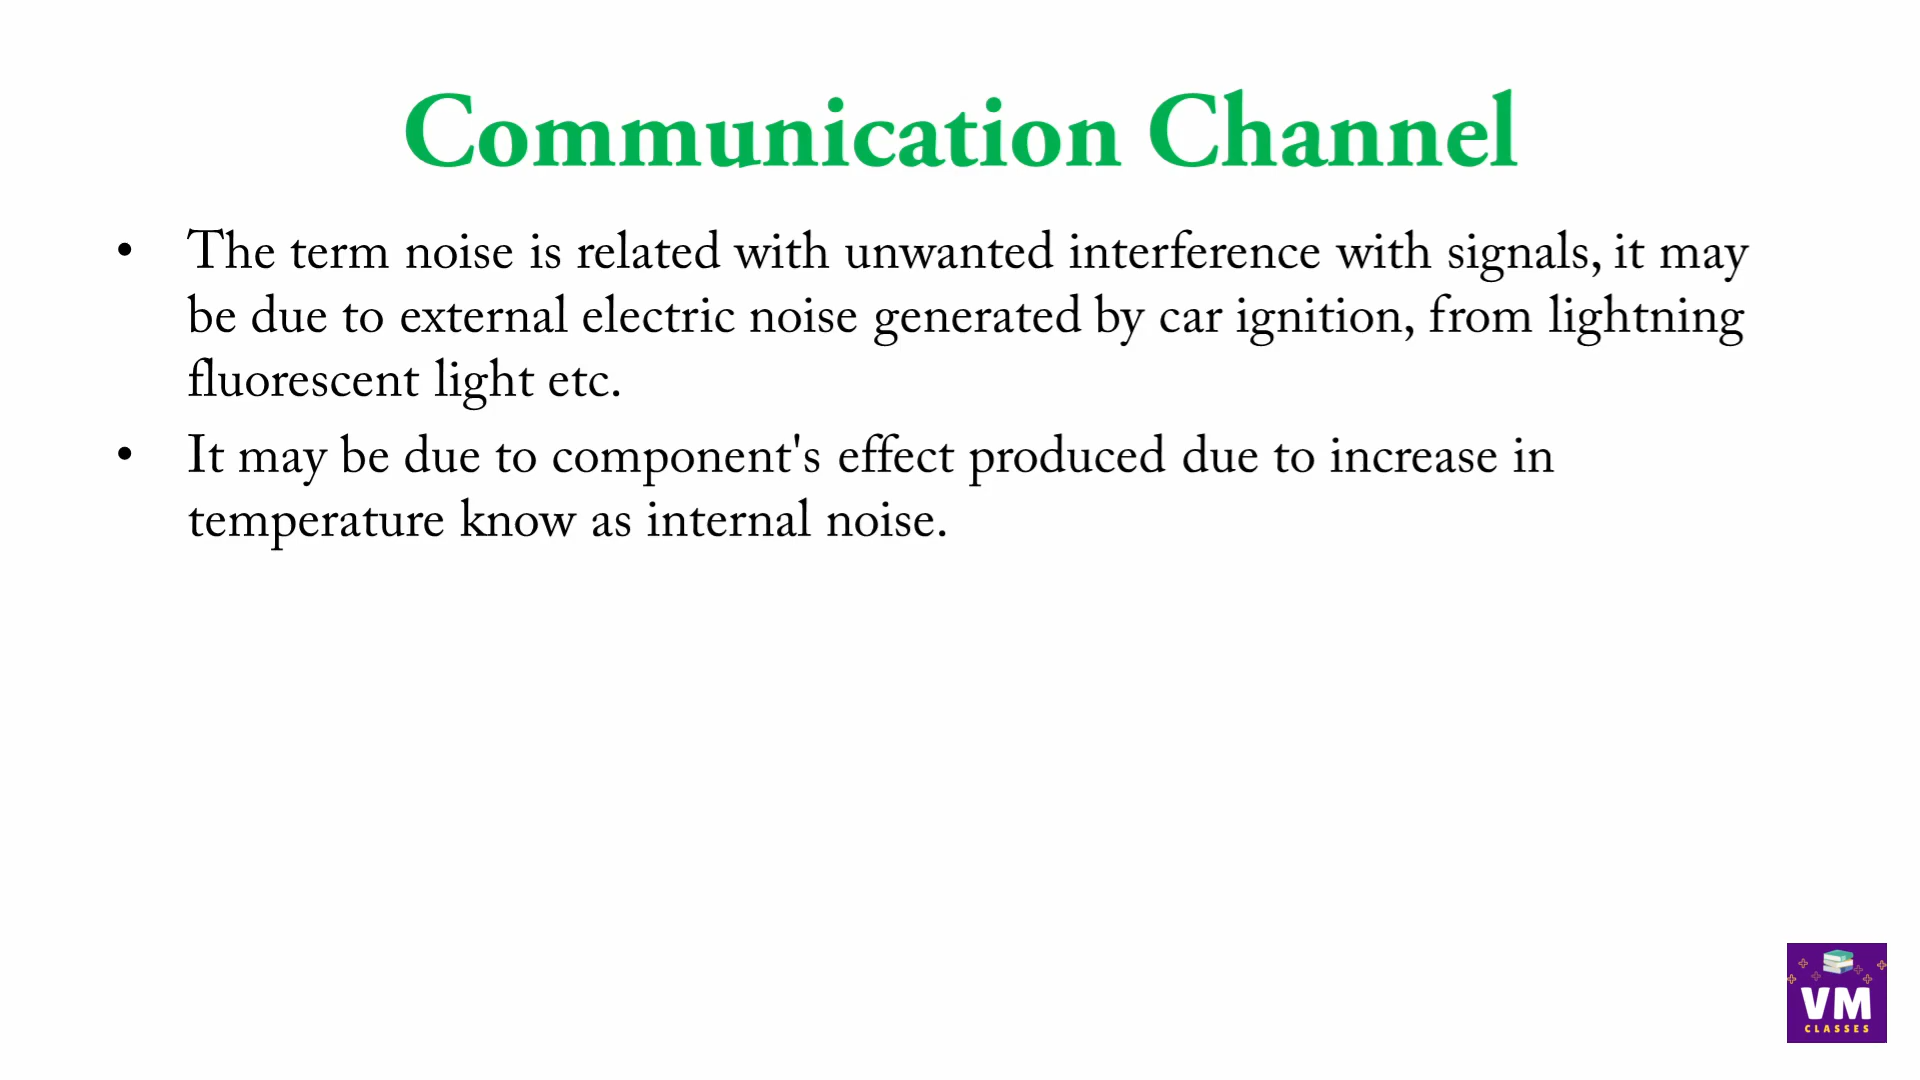 Communication Channel
• The term noise is related with unwanted interference with signals, it may
be due to external electric noise generated by car ignition, from lightning
fluorescent light etc.
• It may be due to component's effect produced due to increase in
temperature know as internal noise.
VM
CLASSES